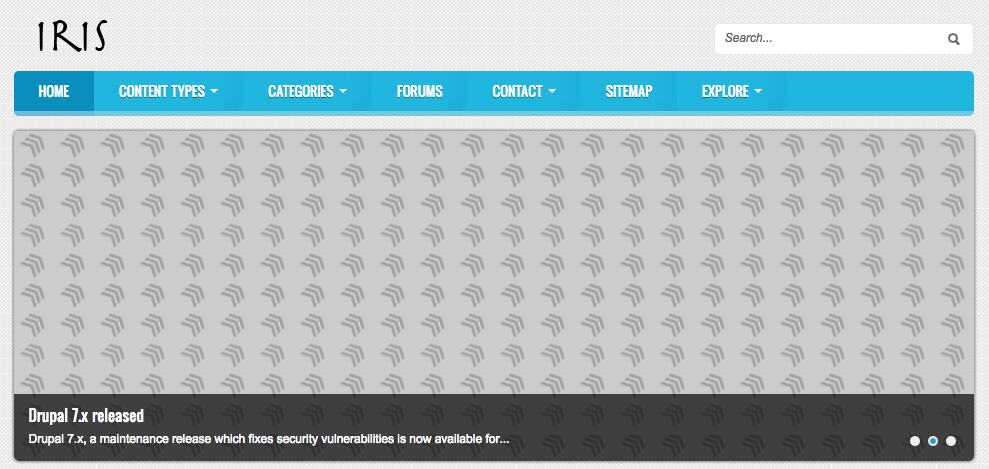 IRIS
Search...
HOME CONTENT TYPES CATEGORIES FORUMS CONTACT SITEMAP EXPLORE
Drupal 7.x released
Drupal 7.x, a maintenance release which fixes security vulnerabilities is now available for...